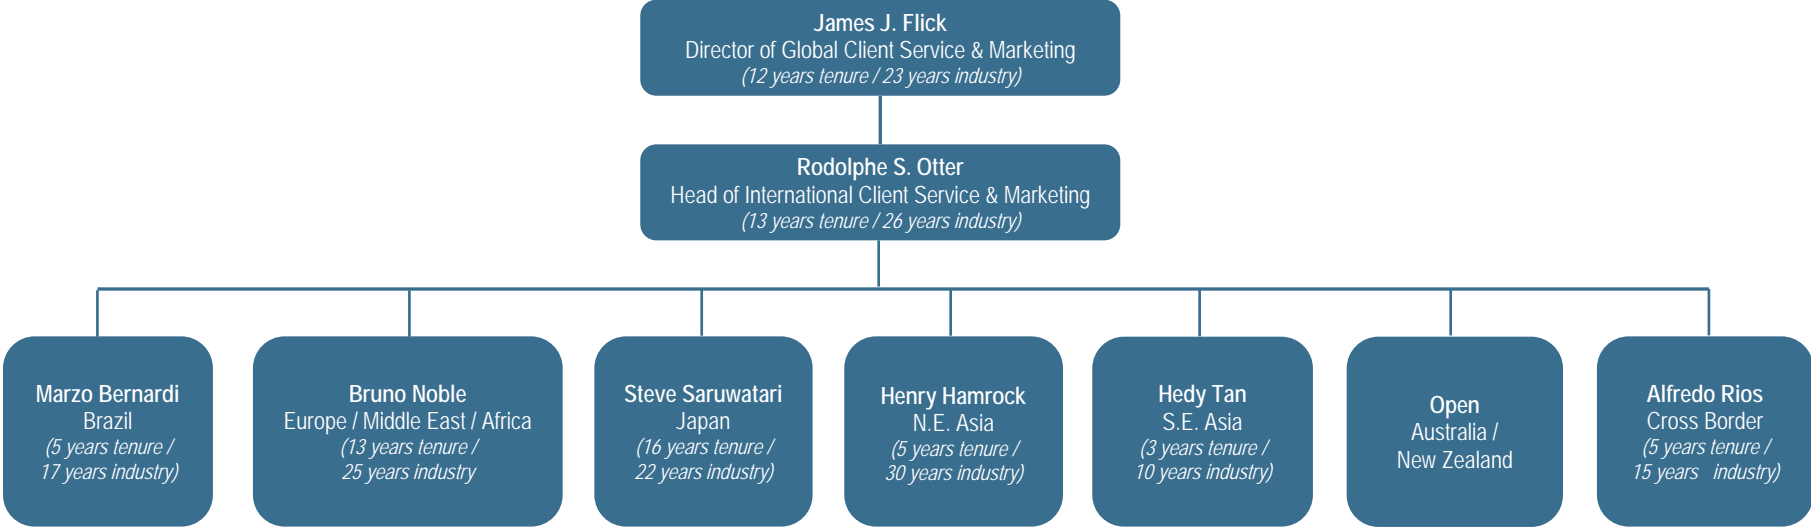 James J. Flick
Director of Global Client Service & Marketing
(12 years tenure / 23 years industry)
Rodolphe S. Otter
Head of International Client Service & Marketing
(13 years tenure / 26 years industry)
Marzo Bernardi
Brazil
(5 years tenure /
17 years industry)
Bruno Noble
Europe / Middle East / Africa
(13 years tenure /
25 years industry
Steve Saruwatari
Japan
(16 years tenure /
22 years industry)
Henry Hamrock
N.E. Asia
(5 years tenure /
30 years industry)
Hedy Tan
S.E. Asia
(3 years tenure /
10 years industry)
Open
Australia /
New Zealand
Alfredo Rios
Cross Border
(5 years tenure /
15 years industry)